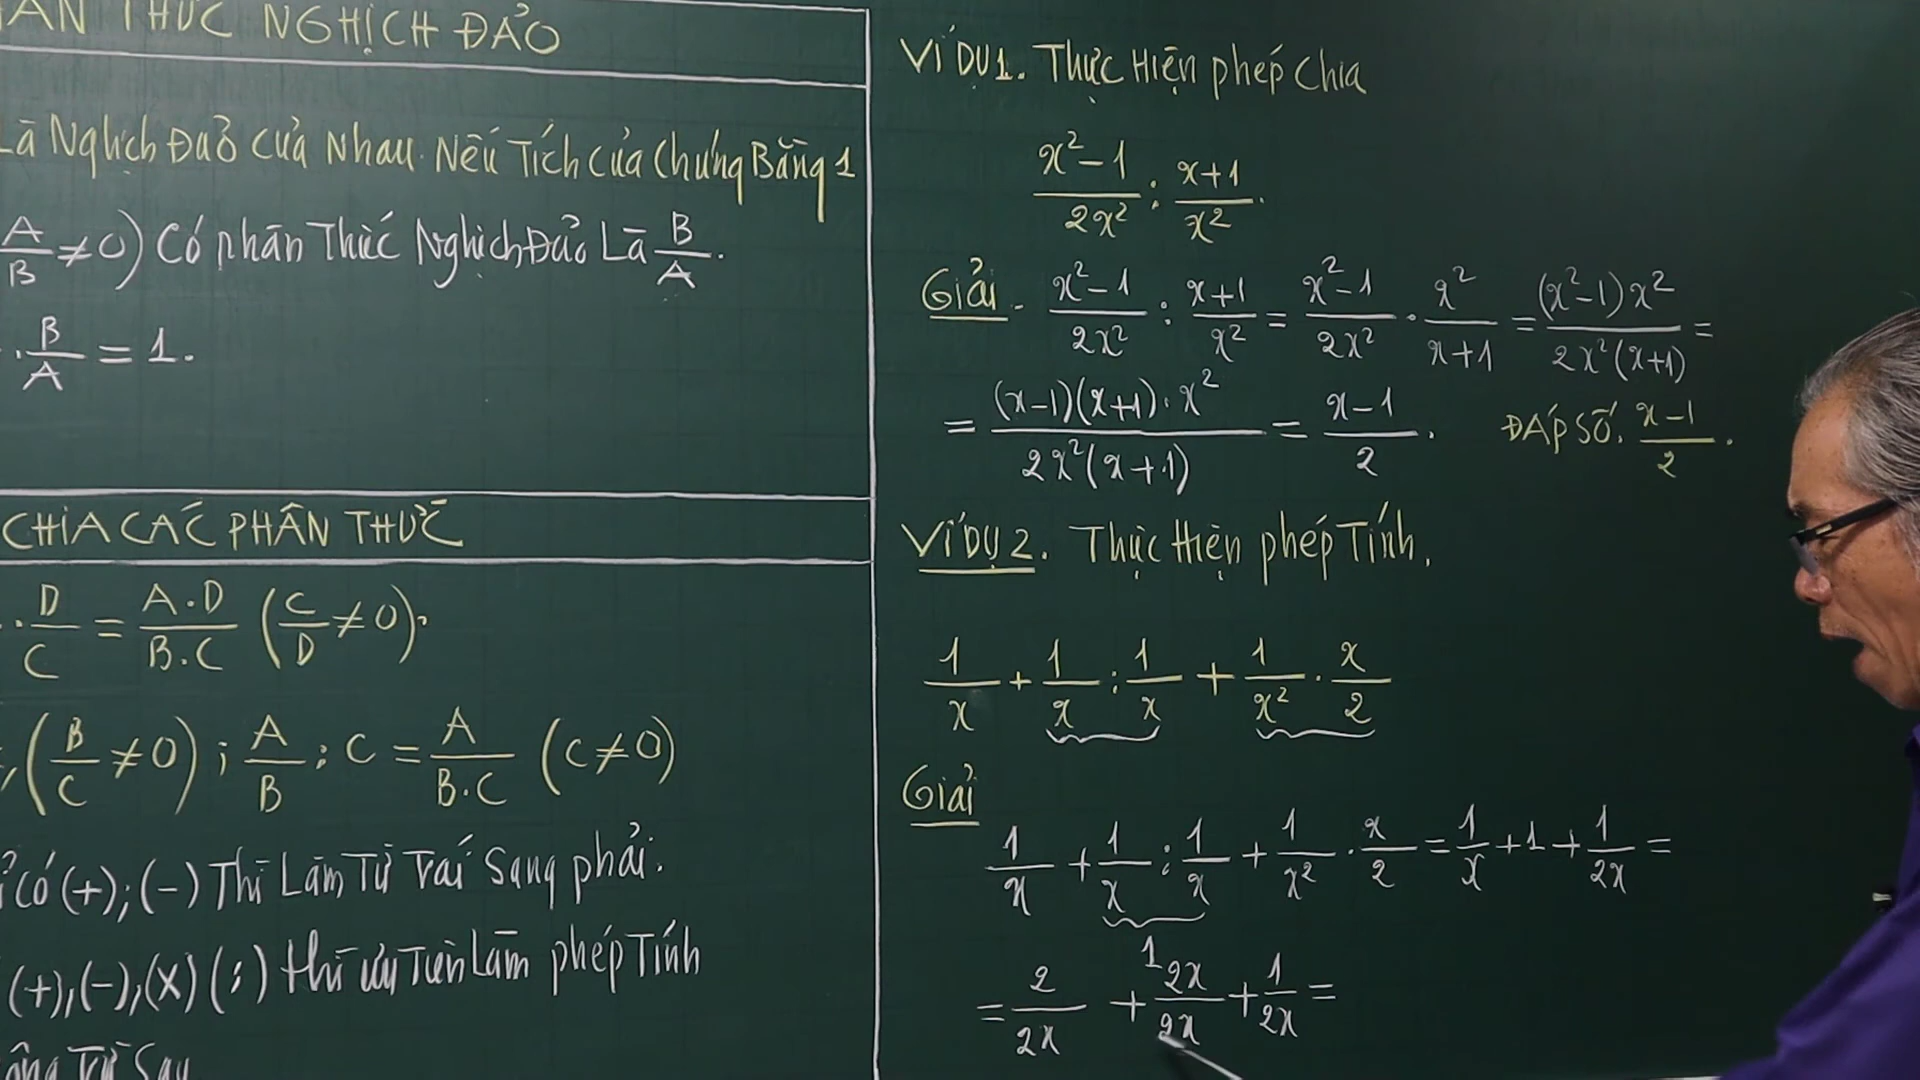 THỨC NGHỊCH ĐẢO
Là Nghịch Đảo Của Nhau Nếu Tích Của Chúng Bằng 1
A/B ≠ 0) Có phân Thức Nghịch Đảo Là B/A.
. B/A = 1.
CHIA CÁC PHÂN THỨC
. D/C = A.D/B.C (C/D ≠ 0).
, (B/C ≠ 0) ; A/B : C = A/B.C (C ≠ 0)
có (+); (-) Thì Làm Từ Trái Sang phải.
(+), (-), (x) (:) thì ưu Tiên Làm phép Tính
Sau
VÍ DỤ 1. Thực Hiện phép Chia
x²-1/2x² : x+1/x².
Giải - x²-1/2x² : x+1/x² = x²-1/2x² . x²/x+1 = (x²-1)x²/2x²(x+1) =
= (x-1)(x+1).x²/2x²(x+1) = x-1/2. ĐÁP SỐ. x-1/2.
VÍ DỤ 2. Thực Hiện phép Tính.
1/x + 1/x : 1/x + 1/x² . x/2
Giải
1/x + 1/x : 1/x + 1/x² . x/2 = 1/x + 1 + 1/2x =
1
= 2/2x + 2x/2x + 1/2x =